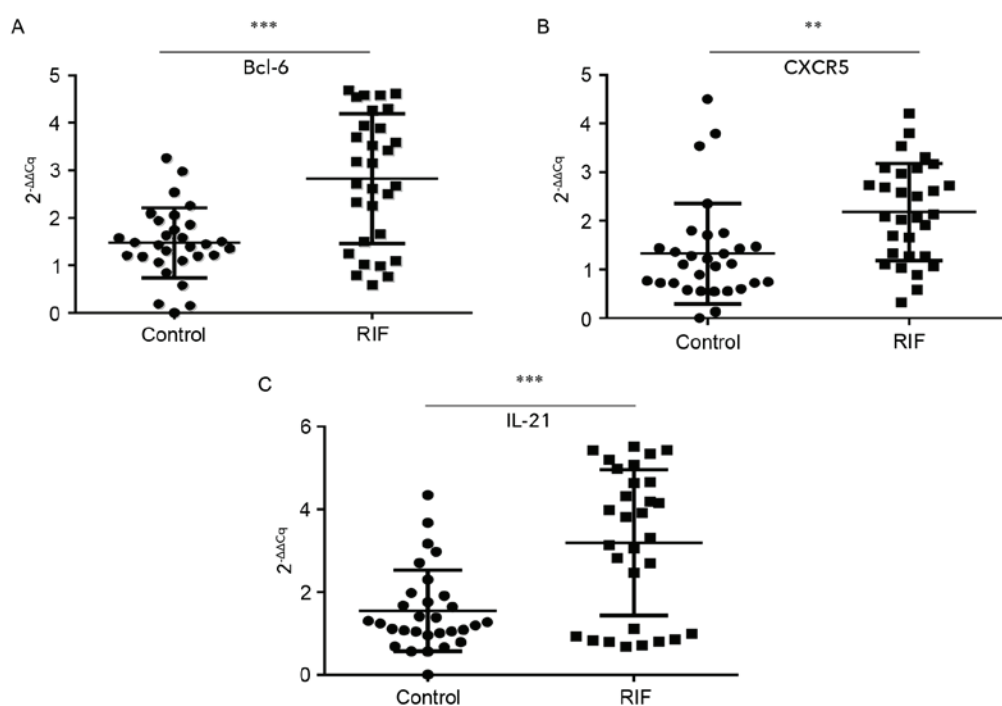 A
***
Bcl-6
2-ΔΔCq
5
4
3
2
1
0
Control
RIF
B
**
CXCR5
2-ΔΔCq
5
4
3
2
1
0
Control
RIF
C
***
IL-21
2-ΔΔCq
6
4
2
0
Control
RIF